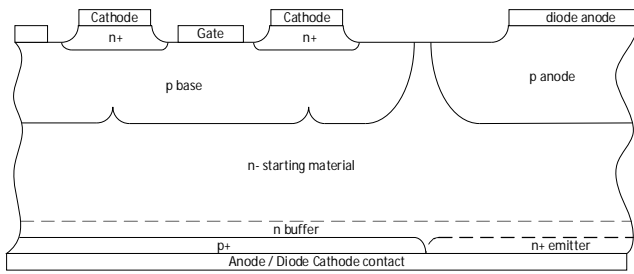 Cathode
Cathode
diode anode
n+
Gate
n+
p base
p anode
n- starting material
n buffer
p+
n+ emitter
Anode / Diode Cathode contact